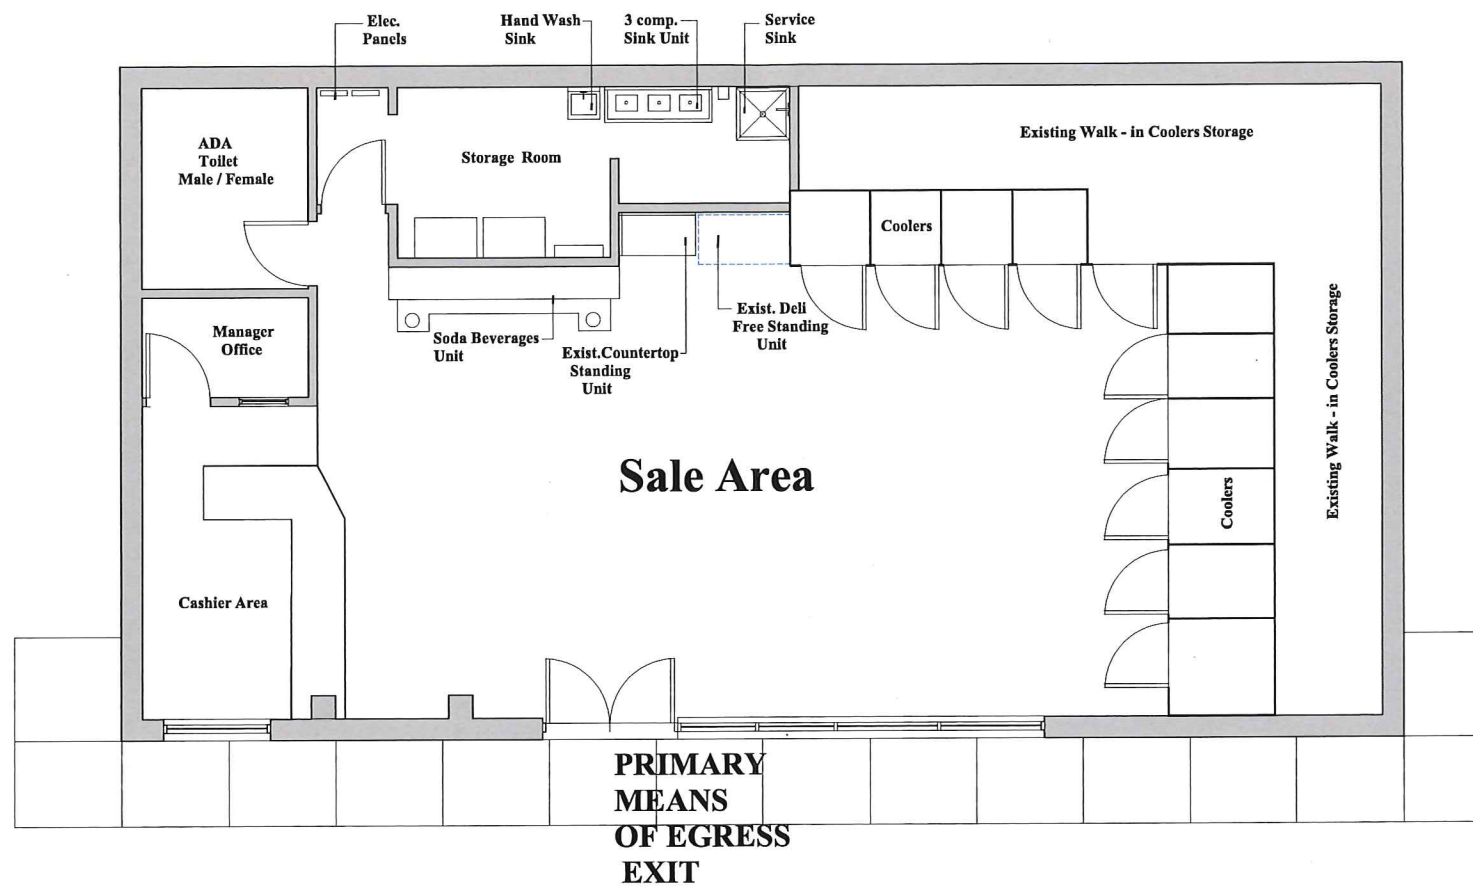 Elec.
Panels
Hand Wash
Sink
3 comp.
Sink Unit
Service
Sink
ADA
Toilet
Male / Female
Storage Room
Existing Walk - in Coolers Storage
Coolers
Manager
Office
Soda Beverages
Unit
Exist.Countertop
Standing
Unit
Exist. Deli
Free Standing
Unit
Existing Walk - in Coolers Storage
Sale Area
Coolers
Cashier Area
PRIMARY
MEANS
OF EGRESS
EXIT